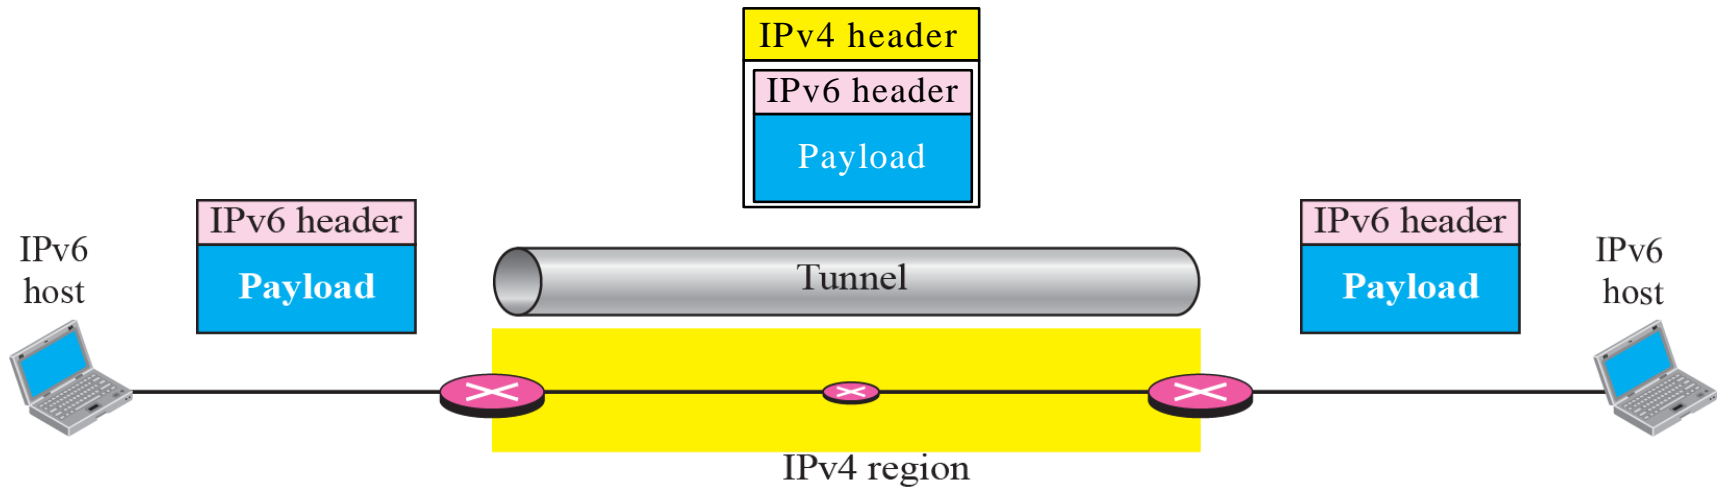 IPv4 header
IPv6 header
Payload
IPv6 header
Payload
IPv6
host
Tunnel
IPv6 header
Payload
IPv6
host
IPv4 region